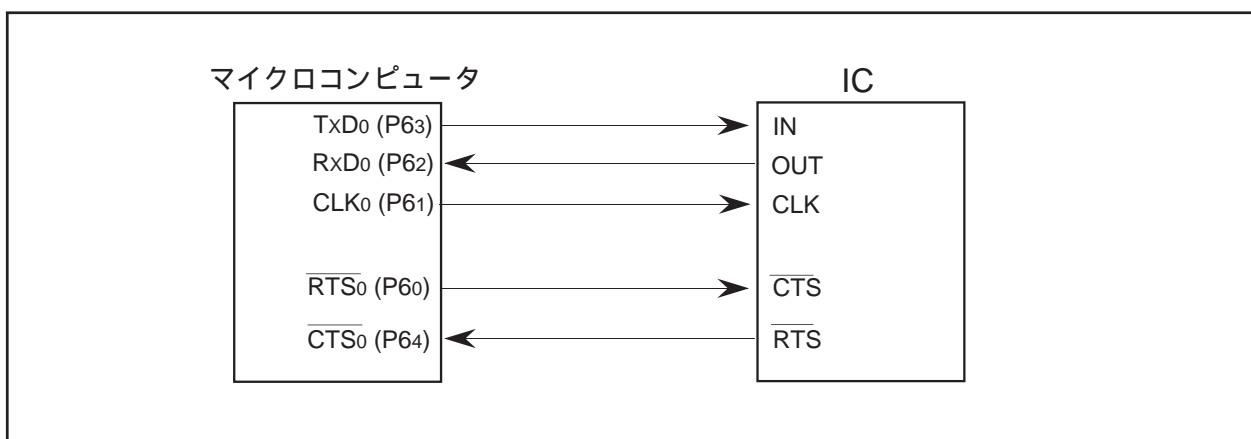 マイクロコンピュータ
TxD0 (P63)
RxD0 (P62)
CLK0 (P61)
RTS0 (P60)
CTS0 (P64)
IC
IN
OUT
CLK
CTS
RTS